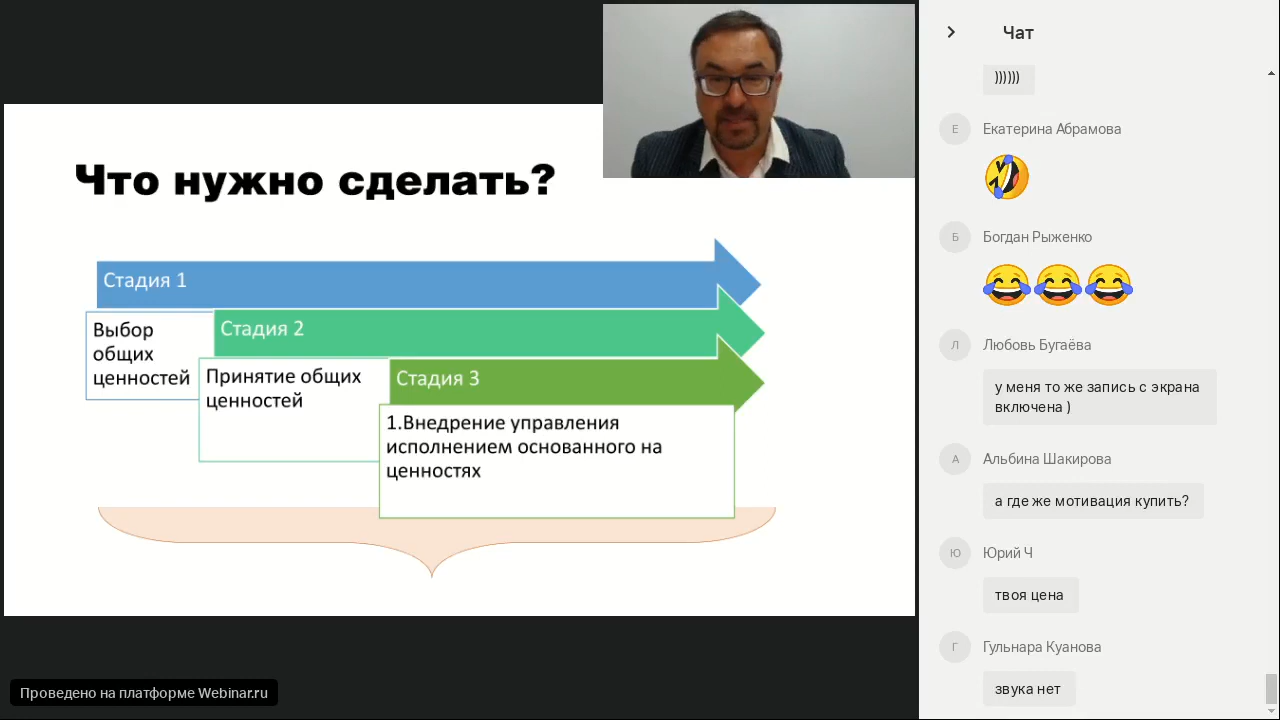 Что нужно сделать?
Стадия 1
Выбор
общих
ценностей
Стадия 2
Принятие общих
ценностей
Стадия 3
1.Внедрение управления
исполнением основанного на
ценностях
Проведено на платформе Webinar.ru
Чат
))))))
Е
Екатерина Абрамова
Б
Богдан Рыженко
Л
Любовь Бугаёва
у меня то же запись с экрана
включена )
А
Альбина Шакирова
а где же мотивация купить?
Ю
Юрий Ч
твоя цена
Г
Гульнара Куанова
звука нет